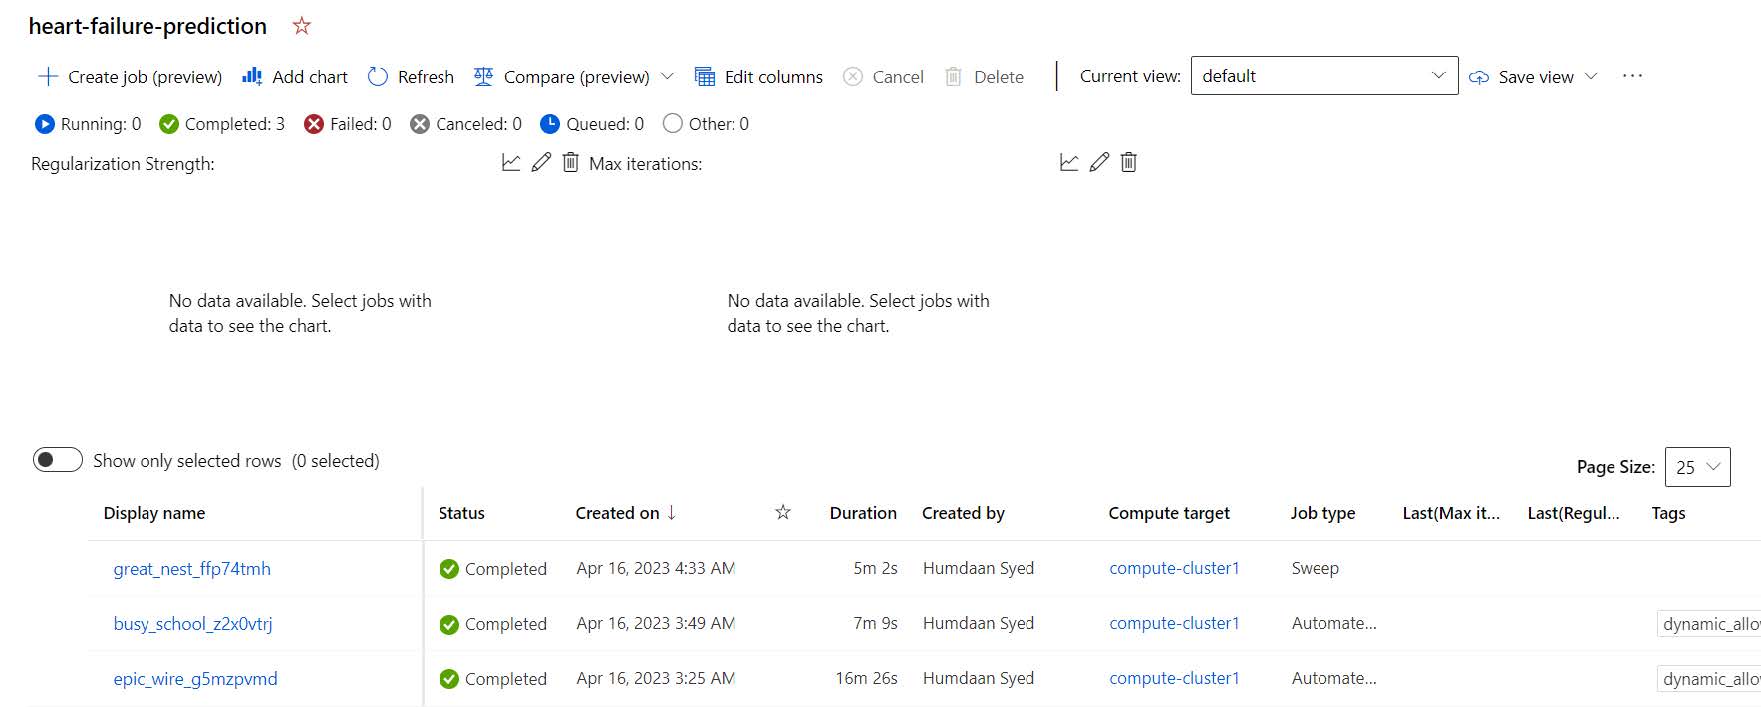 heart-failure-prediction
Create job (preview) Add chart Refresh Compare (preview) Edit columns Cancel Delete Current view: default Save view ...
Running: 0 Completed: 3 Failed: 0 Canceled: 0 Queued: 0 Other: 0
Regularization Strength: Max iterations:
No data available. Select jobs with data to see the chart.
No data available. Select jobs with data to see the chart.
Show only selected rows (0 selected) Page Size: 25
Display name Status Created on ↓ Duration Created by Compute target Job type Last(Max it... Last(Regul... Tags
great_nest_ffp74tmh Completed Apr 16, 2023 4:33 AM 5m 2s Humdaan Syed compute-cluster1 Sweep
busy_school_z2x0vtrj Completed Apr 16, 2023 3:49 AM 7m 9s Humdaan Syed compute-cluster1 Automate... dynamic_allo
epic_wire_g5mzpvmd Completed Apr 16, 2023 3:25 AM 16m 26s Humdaan Syed compute-cluster1 Automate... dynamic_allo